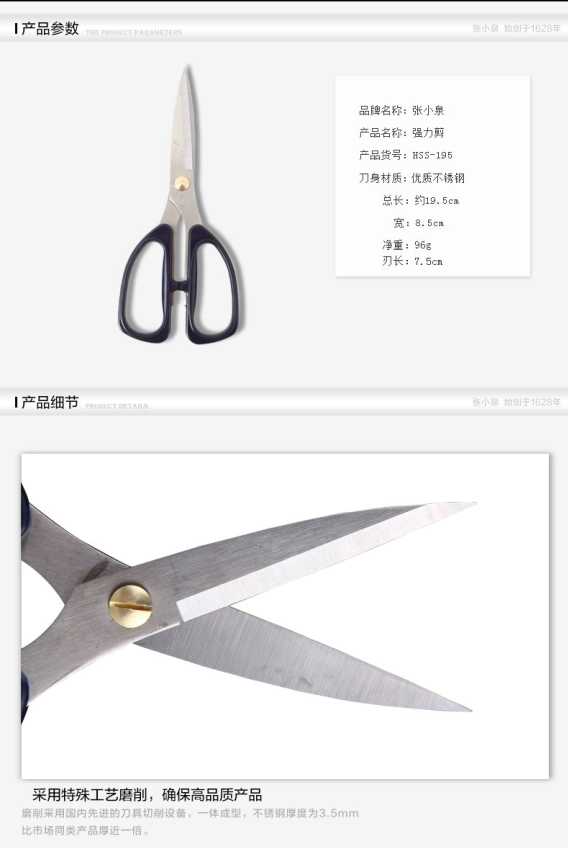 产品参数 THE PRODUCT PARAMETERS
张小泉 始创于1628年
品牌名称：张小泉
产品名称：强力剪
产品货号：HSS-195
刀身材质：优质不锈钢
总长：约19.5cm
宽：8.5cm
净重：96g
刃长：7.5cm
产品细节 PRODUCT DETAILS
张小泉 始创于1628年
采用特殊工艺磨削，确保高品质产品
磨削采用国内先进的刀具切削设备，一体成型，不锈钢厚度为3.5mm
比市场同类产品厚近一倍。